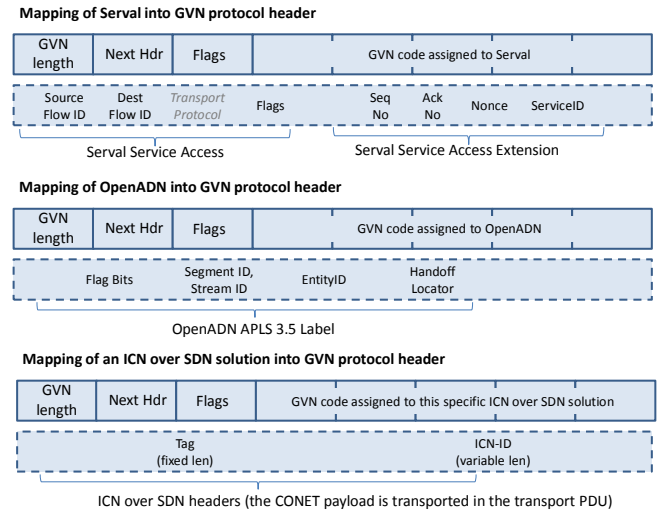 Mapping of Serval into GVN protocol header
GVN length Next Hdr Flags GVN code assigned to Serval
Source Flow ID Dest Flow ID Transport Protocol Flags Seq No Ack No Nonce ServiceID
Serval Service Access Serval Service Access Extension
Mapping of OpenADN into GVN protocol header
GVN length Next Hdr Flags GVN code assigned to OpenADN
Flag Bits Segment ID, Stream ID EntityID Handoff Locator
OpenADN APLS 3.5 Label
Mapping of an ICN over SDN solution into GVN protocol header
GVN length Next Hdr Flags GVN code assigned to this specific ICN over SDN solution
Tag (fixed len) ICN-ID (variable len)
ICN over SDN headers (the CONET payload is transported in the transport PDU)